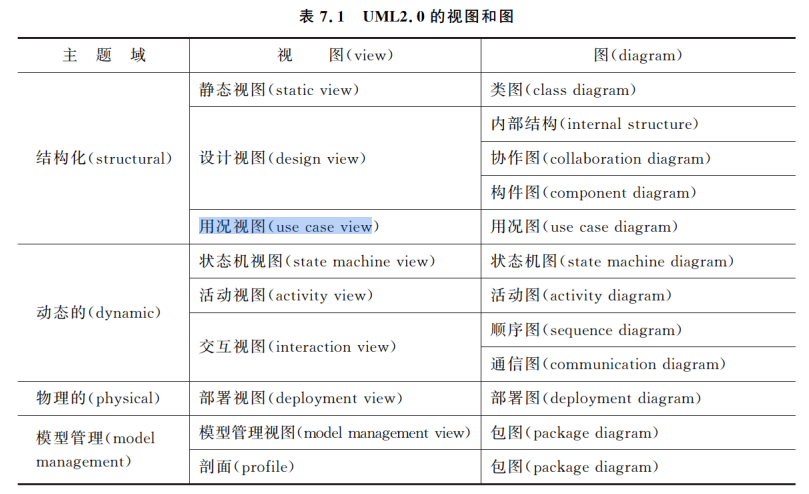 表 7.1 UML2.0 的视图和图
主 题 域 视 图(view) 图(diagram)
结构化(structural) 静态视图(static view) 类图(class diagram)
设计视图(design view) 内部结构(internal structure)
协作图(collaboration diagram)
构件图(component diagram)
用况视图(use case view) 用况图(use case diagram)
动态的(dynamic) 状态机视图(state machine view) 状态机图(state machine diagram)
活动视图(activity view) 活动图(activity diagram)
交互视图(interaction view) 顺序图(sequence diagram)
通信图(communication diagram)
物理的(physical) 部署视图(deployment view) 部署图(deployment diagram)
模型管理(model
management) 模型管理视图(model management view) 包图(package diagram)
剖面(profile) 包图(package diagram)